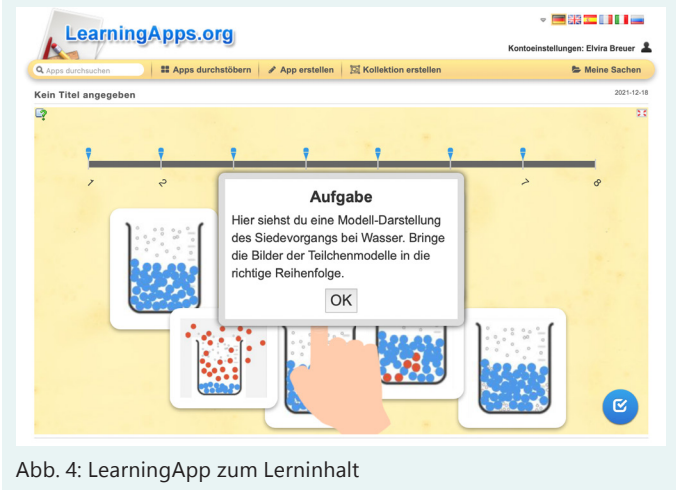 LearningApps.org
Kontoeinstellungen: Elvira Breuer
Apps durchsuchen
Apps durchstöbern
App erstellen
Kollektion erstellen
Meine Sachen
Kein Titel angegeben
2021-12-18
1 2 7 8
Aufgabe
Hier siehst du eine Modell-Darstellung
des Siedevorgangs bei Wasser. Bringe
die Bilder der Teilchenmodelle in die
richtige Reihenfolge.
OK
Abb. 4: LearningApp zum Lerninhalt